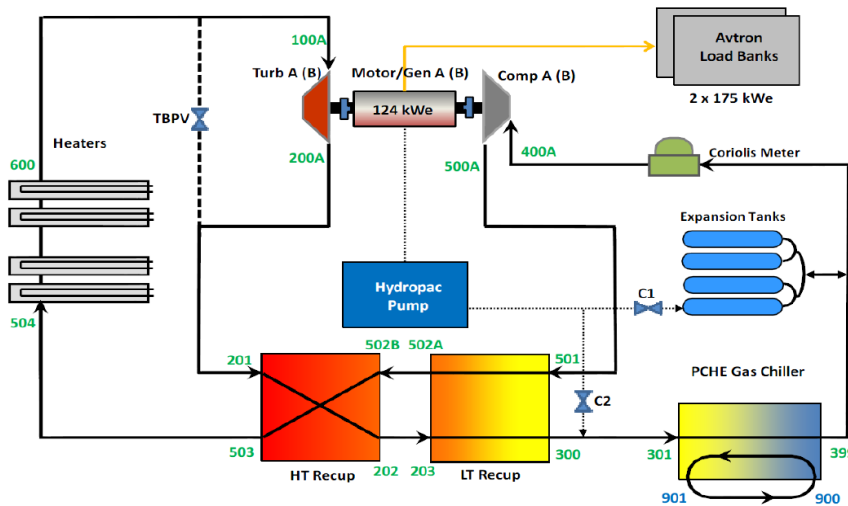 100A
Turb A (B)
Motor/Gen A (B)
Comp A (B)
Avtron
Load Banks
2 x 175 kWe
TBPV
124 kWe
Heaters
600
200A
500A
400A
Coriolis Meter
Expansion Tanks
Hydropac
Pump
C1
504
201
502B
502A
501
PCHE Gas Chiller
C2
503
202
203
300
301
399
HT Recup
LT Recup
901
900